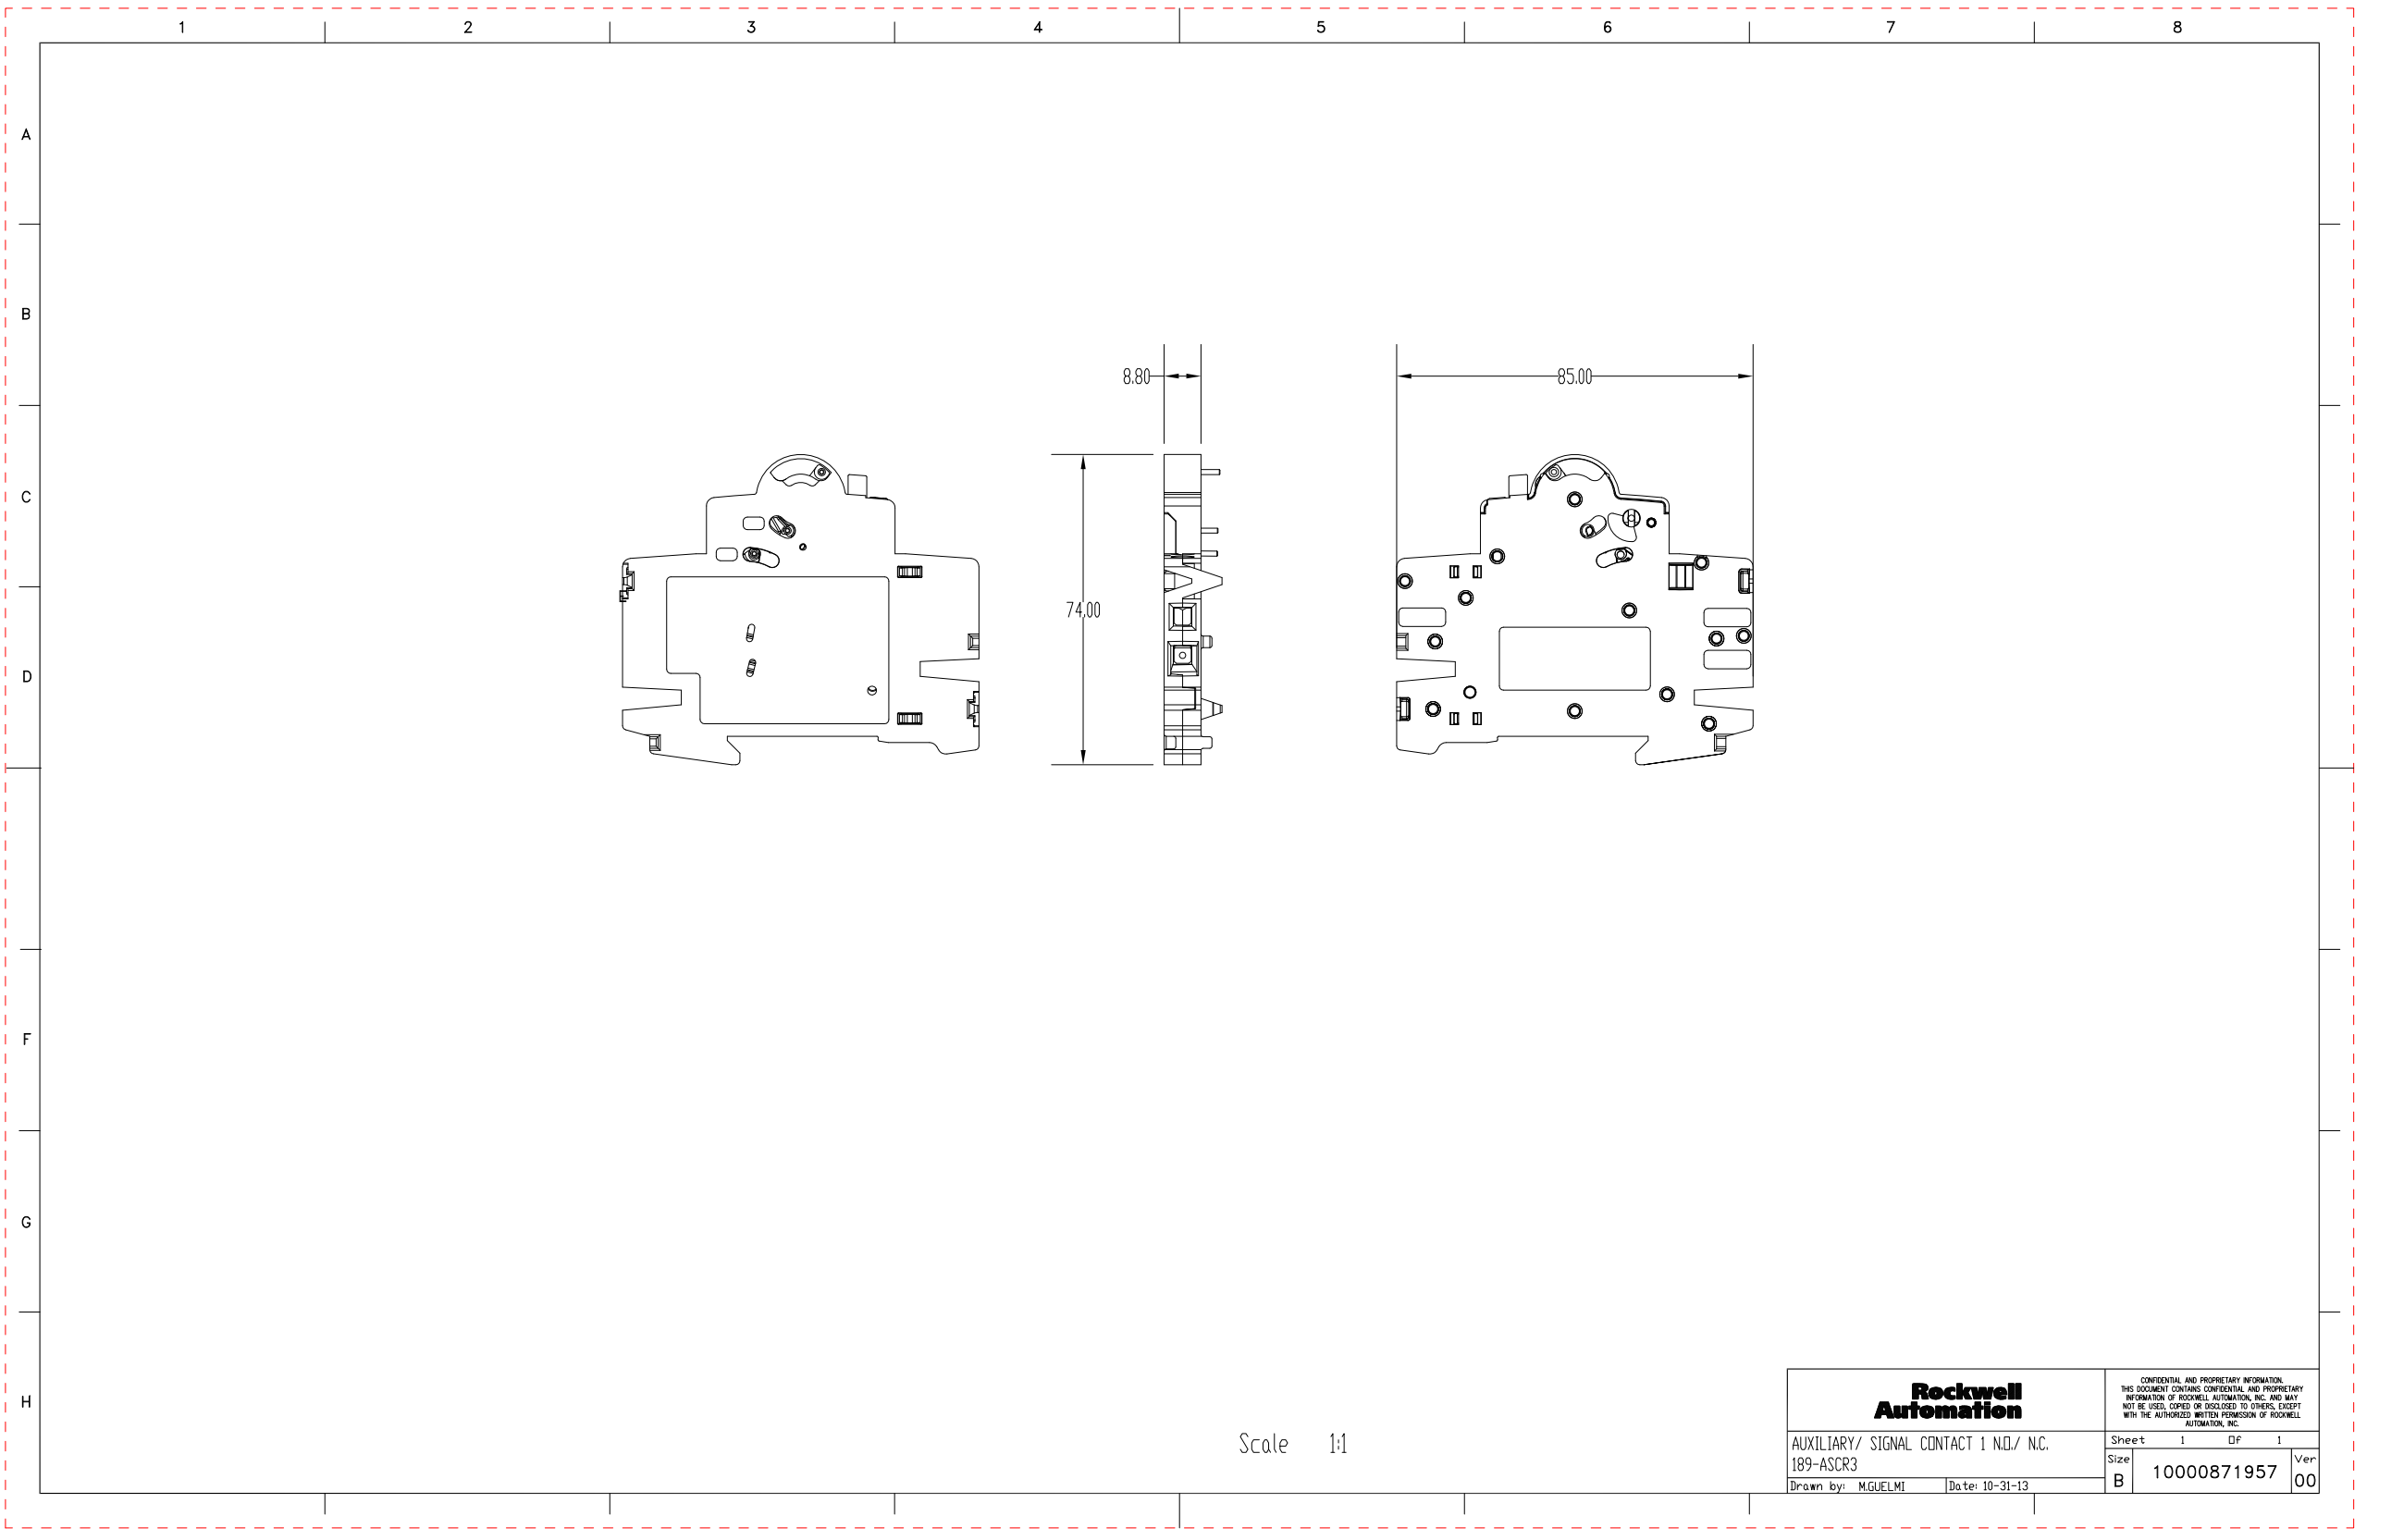 1 2 3 4 5 6 7 8
A
B
8.80 85.00
C
74.00
D
F
G
H
Scale 1:1
Rockwell
Automation
CONFIDENTIAL AND PROPRIETARY INFORMATION.
THIS DOCUMENT CONTAINS CONFIDENTIAL AND PROPRIETARY
INFORMATION OF ROCKWELL AUTOMATION, INC. AND MAY
NOT BE USED, COPIED OR DISCLOSED TO OTHERS, EXCEPT
WITH THE AUTHORIZED WRITTEN PERMISSION OF ROCKWELL
AUTOMATION, INC.
AUXILIARY/ SIGNAL CONTACT 1 N.O./ N.C.
189-ASCR3
Sheet 1 Of 1
Size
B
10000871957
Ver
00
Drawn by: M.GUELMI
Date: 10-31-13